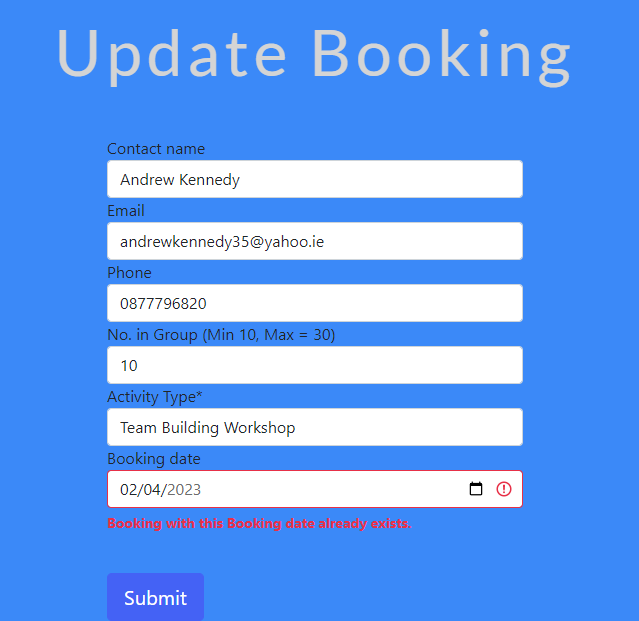 Update Booking
Contact name
Andrew Kennedy
Email
andrewkennedy35@yahoo.ie
Phone
0877796820
No. in Group (Min 10, Max = 30)
10
Activity Type*
Team Building Workshop
Booking date
02/04/2023
Booking with this Booking date already exists.
Submit